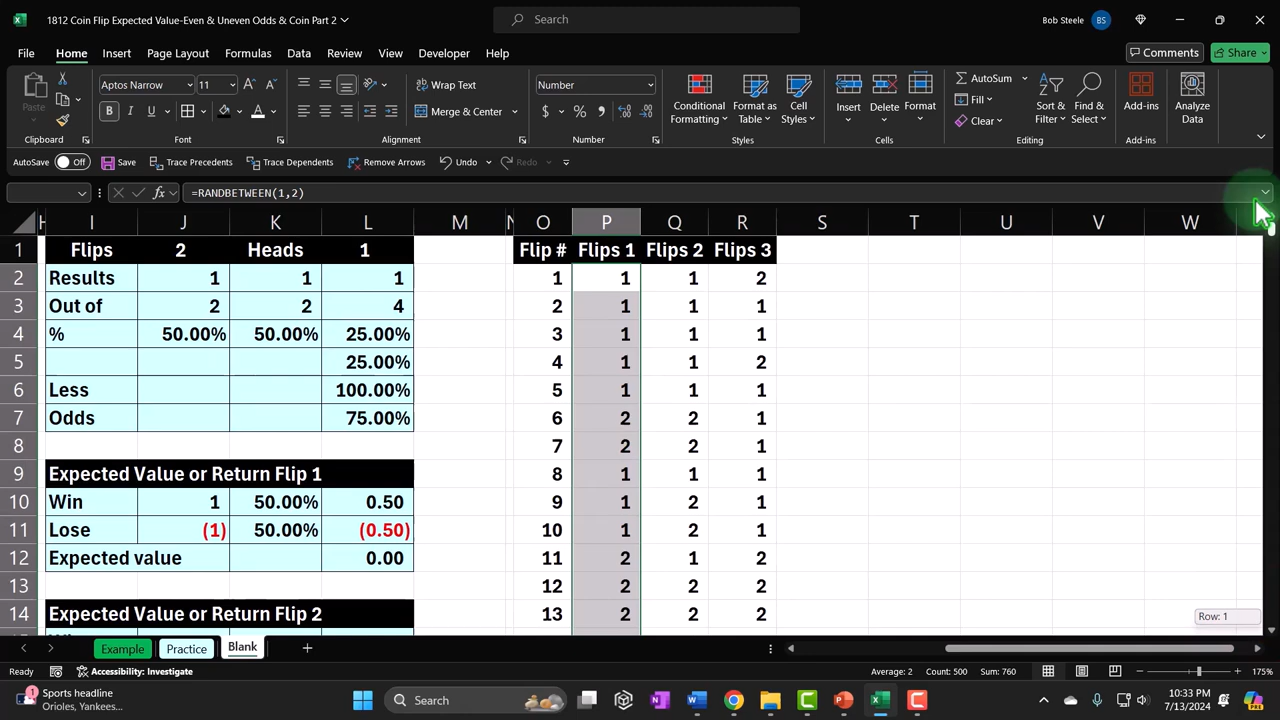 1812 Coin Flip Expected Value-Even & Uneven Odds & Coin Part 2
Search
Bob Steele
BS
File Home Insert Page Layout Formulas Data Review View Developer Help
Comments
Share
Paste
Clipboard
Aptos Narrow
11
B I U
A
Font
Wrap Text
Merge & Center
Alignment
Number
$ % ,
Number
Conditional Formatting
Format as Table
Cell Styles
Styles
Insert
Delete
Format
Cells
AutoSum
Fill
Clear
Sort & Filter
Find & Select
Editing
Add-ins
Add-ins
Analyze Data
AutoSave Off Save Trace Precedents Trace Dependents Remove Arrows Undo Redo
fx =RANDBETWEEN(1,2)
I J K L M O P Q R S T U V W
1 Flips 2 Heads 1 Flip # Flips 1 Flips 2 Flips 3
2 Results 1 1 1 1 1 1 2
3 Out of 2 2 4 2 1 1 1
4 % 50.00% 50.00% 25.00% 3 1 1 1
5 25.00% 4 1 1 2
6 Less 100.00% 5 1 1 1
7 Odds 75.00% 6 2 2 1
8 7 2 2 1
9 Expected Value or Return Flip 1 8 1 1 1
10 Win 1 50.00% 0.50 9 1 2 1
11 Lose (1) 50.00% (0.50) 10 1 2 1
12 Expected value 0.00 11 2 1 2
13 12 2 2 2
14 Expected Value or Return Flip 2 13 2 2 2
Row: 1
Example Practice Blank
Ready
Accessibility: Investigate
Average: 2 Count: 500 Sum: 760
175%
1
Sports headline
Orioles, Yankees...
Search
10:33 PM
7/13/2024